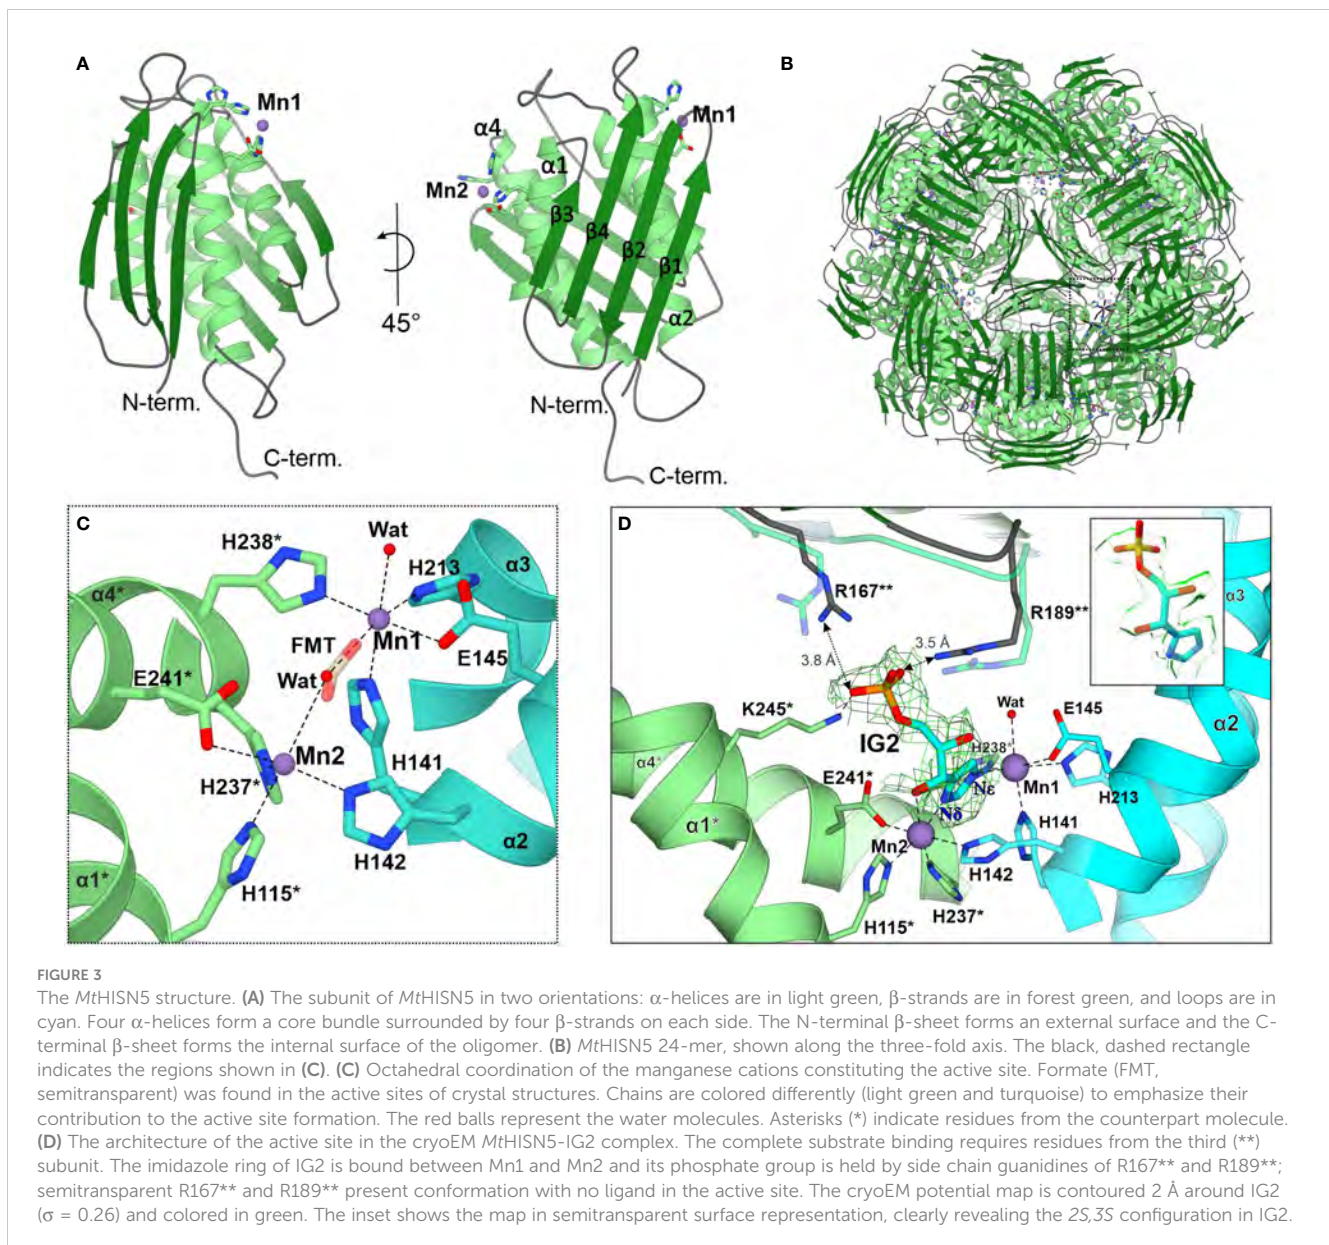 A
Mn1
α4
α1
Mn1
Mn2
β3
β4
β2
β1
α2
45°
N-term.
C-term.
N-term.
C-term.
B
C
Wat
H238*
H213
α3
α4*
Mn1
FMT
E145
E241*
Wat
Mn2
H237*
H141
H142
α2
α1*
H115*
D
R167**
R189**
α3
3.8 Å
3.5 Å
K245*
IG2
Wat
E145
α2
H238*
α4*
E241*
Nε
Mn1
H213
α1*
Nδ
H141
Mn2
H142
H115*
H237*
FIGURE 3
The MtHISN5 structure. (A) The subunit of MtHISN5 in two orientations: α-helices are in light green, β-strands are in forest green, and loops are in
cyan. Four α-helices form a core bundle surrounded by four β-strands on each side. The N-terminal β-sheet forms an external surface and the C-
terminal β-sheet forms the internal surface of the oligomer. (B) MtHISN5 24-mer, shown along the three-fold axis. The black, dashed rectangle
indicates the regions shown in (C). (C) Octahedral coordination of the manganese cations constituting the active site. Formate (FMT,
semitransparent) was found in the active sites of crystal structures. Chains are colored differently (light green and turquoise) to emphasize their
contribution to the active site formation. The red balls represent the water molecules. Asterisks (*) indicate residues from the counterpart molecule.
(D) The architecture of the active site in the cryoEM MtHISN5-IG2 complex. The complete substrate binding requires residues from the third (**)
subunit. The imidazole ring of IG2 is bound between Mn1 and Mn2 and its phosphate group is held by side chain guanidines of R167** and R189**;
semitransparent R167** and R189** present conformation with no ligand in the active site. The cryoEM potential map is contoured 2 Å around IG2
(σ = 0.26) and colored in green. The inset shows the map in semitransparent surface representation, clearly revealing the 2S,3S configuration in IG2.